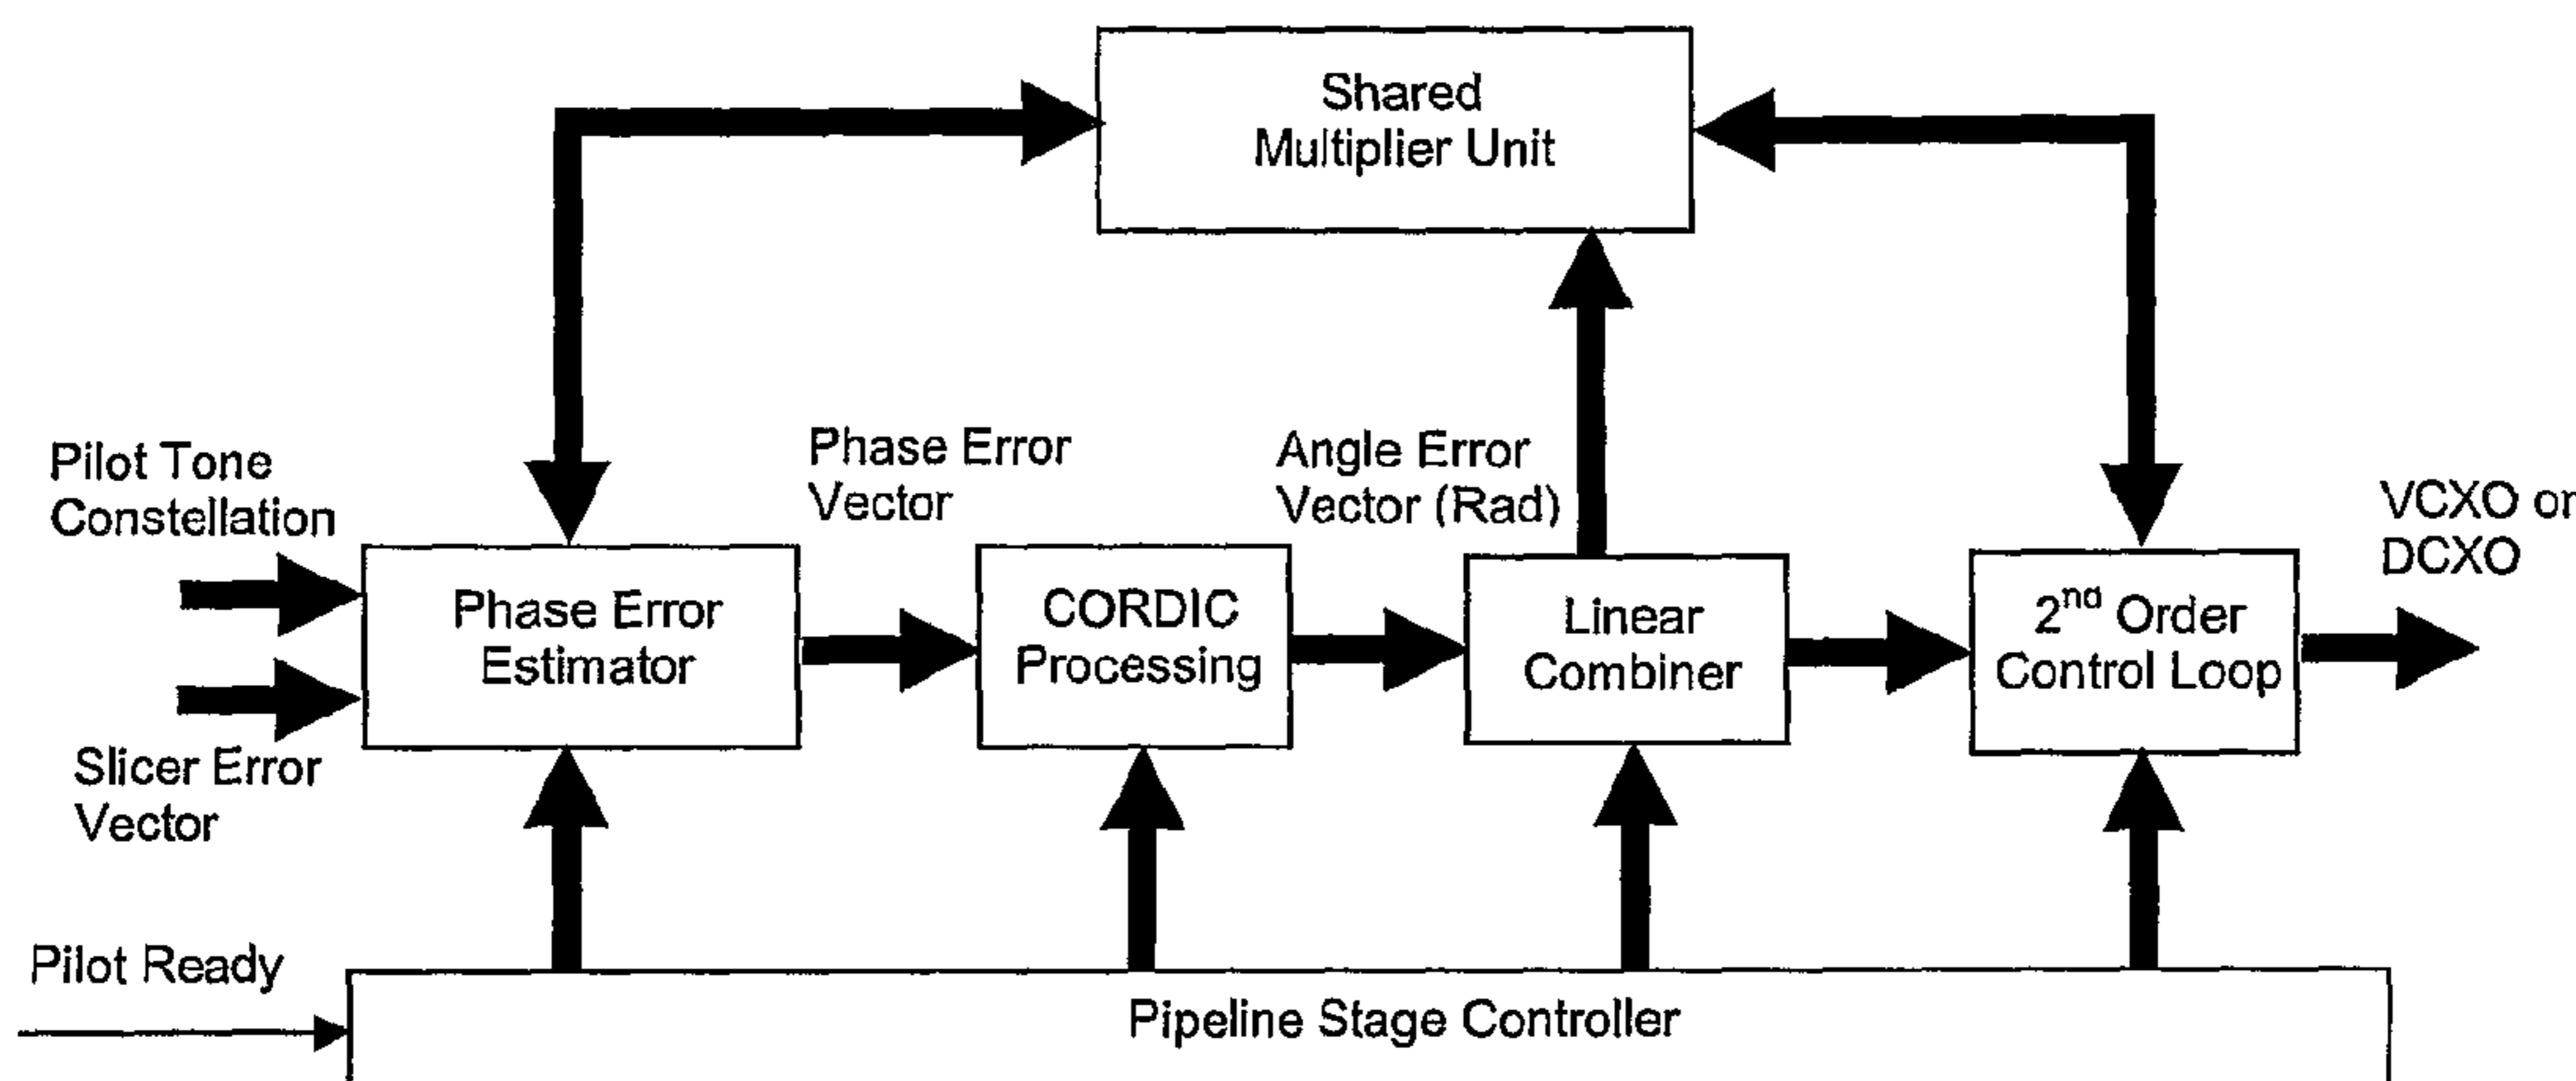 Shared
Multiplier Unit
Pilot Tone
Constellation
Phase Error
Vector
Angle Error
Vector (Rad)
VCXO or
DCXO
Phase Error
Estimator
CORDIC
Processing
Linear
Combiner
2nd Order
Control Loop
Slicer Error
Vector
Pilot Ready
Pipeline Stage Controller